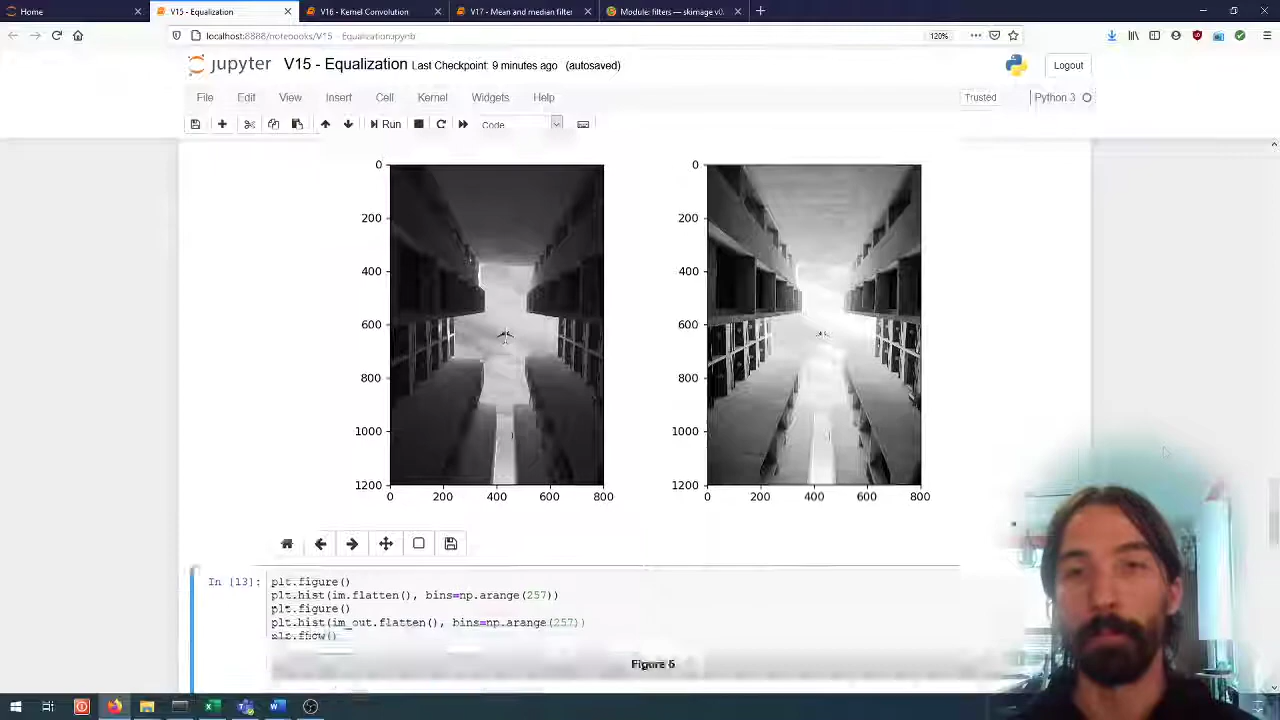 Home
V15 - Equalization
V16 - Kernel Convolution
V17 - Mean and median filter
filters — skimage v0.
localhost:8888/notebooks/V15 - Equalization.ipynb
120%
jupyter V15 - Equalization Last Checkpoint: 9 minutes ago (autosaved)
Logout
File Edit View Insert Cell Kernel Widgets Help
Trusted
Python 3
Run
Code
0
200
400
600
800
1000
1200
0 200 400 600 800
0
200
400
600
800
1000
1200
0 200 400 600 800
In [13]:
plt.figure()
plt.hist(im.flatten(), bins=np.arange(257))
plt.figure()
plt.hist(im_out.flatten(), bins=np.arange(257))
Figure